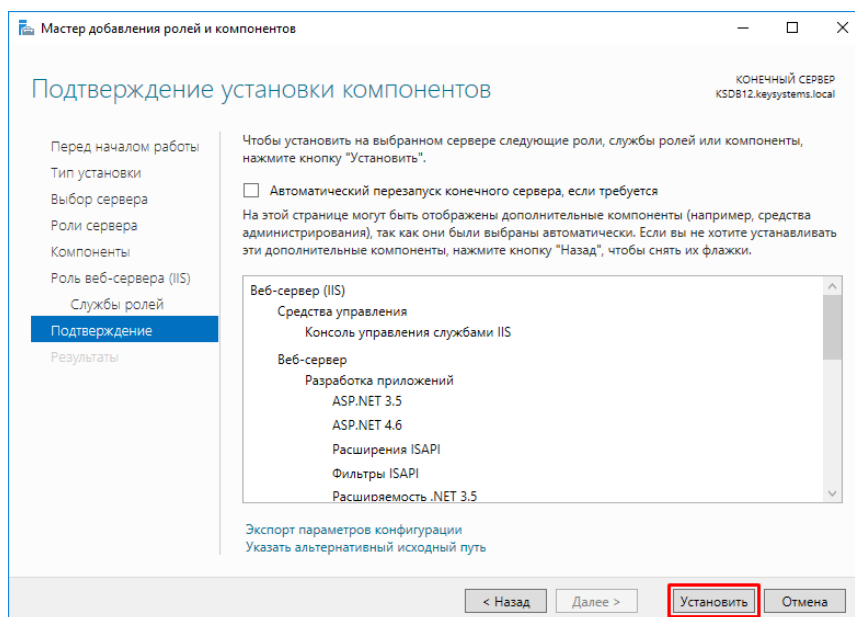 Мастер добавления ролей и компонентов
Подтверждение установки компонентов
КОНЕЧНЫЙ СЕРВЕР
KSDB12.keysystems.local
Перед началом работы
Тип установки
Выбор сервера
Роли сервера
Компоненты
Роль веб-сервера (IIS)
Службы ролей
Подтверждение
Результаты
Чтобы установить на выбранном сервере следующие роли, службы ролей или компоненты,
нажмите кнопку "Установить".
Автоматический перезапуск конечного сервера, если требуется
На этой странице могут быть отображены дополнительные компоненты (например, средства
администрирования), так как они были выбраны автоматически. Если вы не хотите устанавливать
эти дополнительные компоненты, нажмите кнопку "Назад", чтобы снять их флажки.
Веб-сервер (IIS)
Средства управления
Консоль управления службами IIS
Веб-сервер
Разработка приложений
ASP.NET 3.5
ASP.NET 4.6
Расширения ISAPI
Фильтры ISAPI
Расширяемость .NET 3.5
Экспорт параметров конфигурации
Указать альтернативный исходный путь
< Назад
Далее >
Установить
Отмена